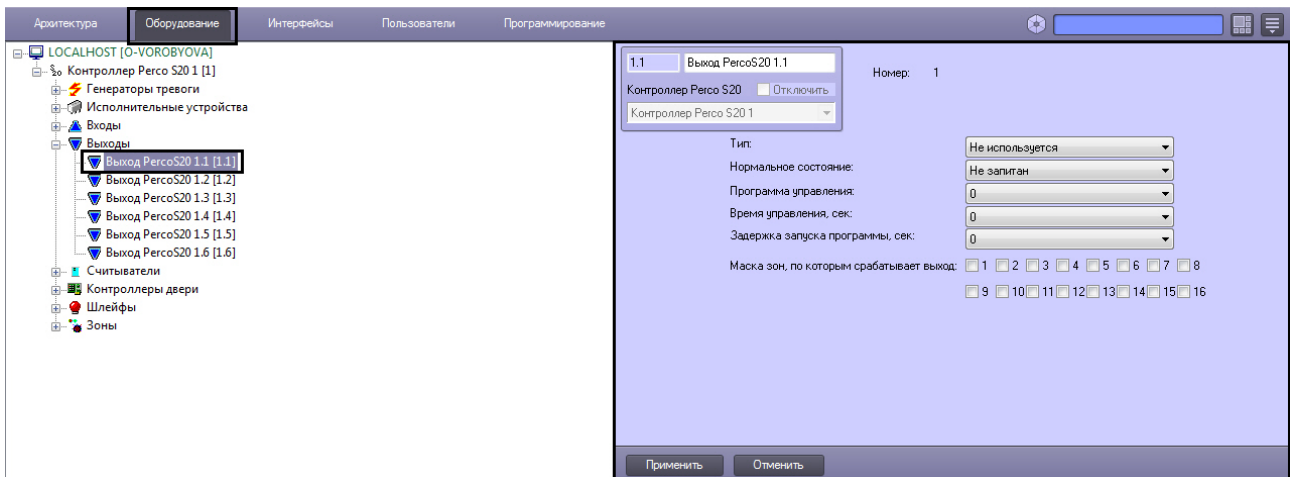 Архитектура Оборудование Интерфейсы Пользователи Программирование
LOCALHOST [O-VOROBYOVA]
Контроллер Perco S20 1 [1]
Генераторы тревоги
Исполнительные устройства
Входы
Выходы
Выход PercoS20 1.1 [1.1]
Выход PercoS20 1.2 [1.2]
Выход PercoS20 1.3 [1.3]
Выход PercoS20 1.4 [1.4]
Выход PercoS20 1.5 [1.5]
Выход PercoS20 1.6 [1.6]
Считыватели
Контроллеры двери
Шлейфы
Зоны
1.1 Выход PercoS20 1.1
Номер: 1
Контроллер Perco S20 Отключить
Контроллер Perco S20 1
Тип: Не используется
Нормальное состояние: Не запитан
Программа управления: 0
Время управления, сек: 0
Задержка запуска программы, сек: 0
Маска зон, по которым срабатывает выход: 1 2 3 4 5 6 7 8
9 10 11 12 13 14 15 16
Применить Отменить